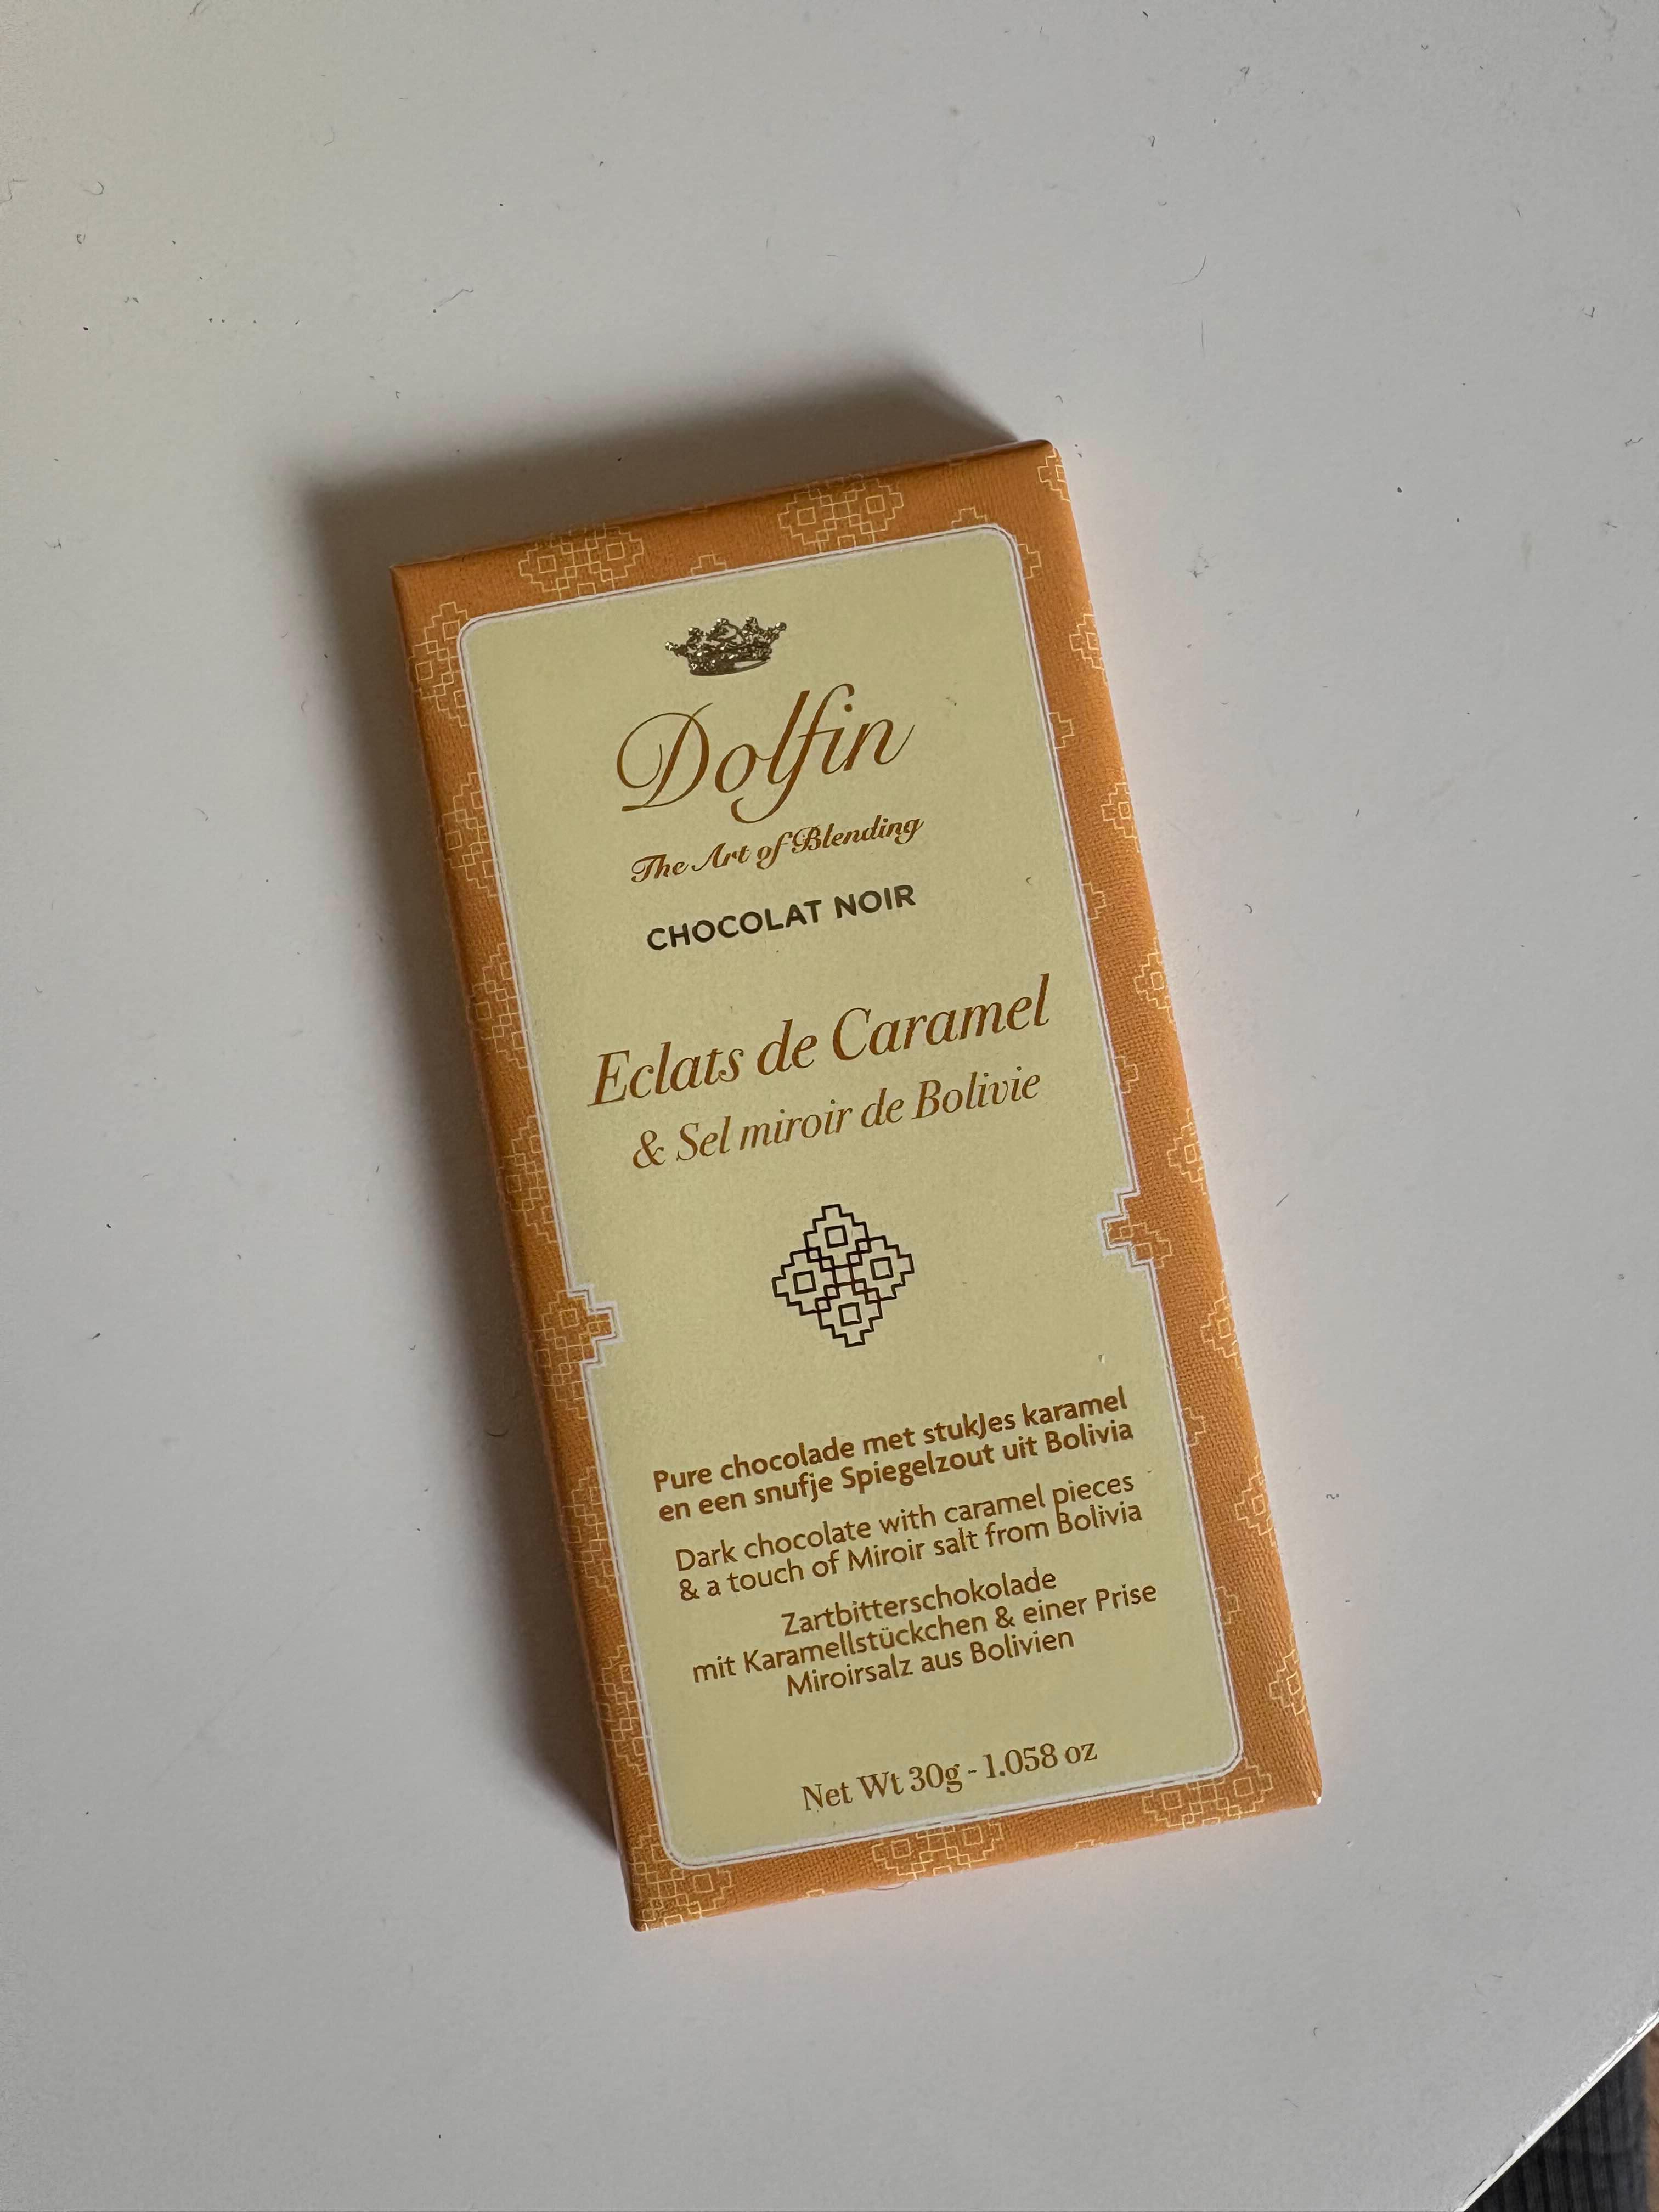 Dolfin
The Art of Blending
CHOCOLAT NOIR
Eclats de Caramel
& Sel miroir de Bolivie
Pure chocolade met stukJes karamel
en een snufje Spiegelzout uit Bolivia
Dark chocolate with caramel pieces
& a touch of Miroir salt from Bolivia
Zartbitterschokolade
mit Karamellstückchen & einer Prise
Miroirsalz aus Bolivien
Net Wt 30g - 1.058 oz